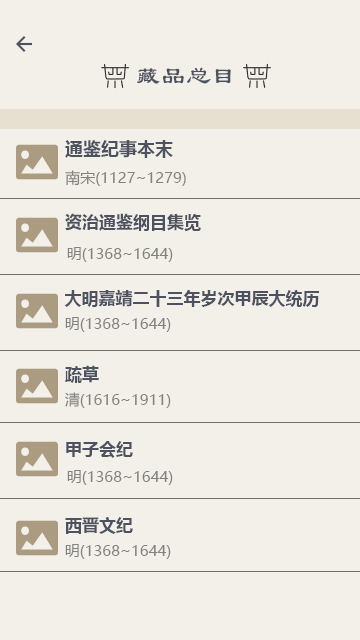 藏品总目
通鉴纪事本末
南宋(1127~1279)
资治通鉴纲目集览
明(1368~1644)
大明嘉靖二十三年岁次甲辰大统历
明(1368~1644)
疏草
清(1616~1911)
甲子会纪
明(1368~1644)
西晋文纪
明(1368~1644)